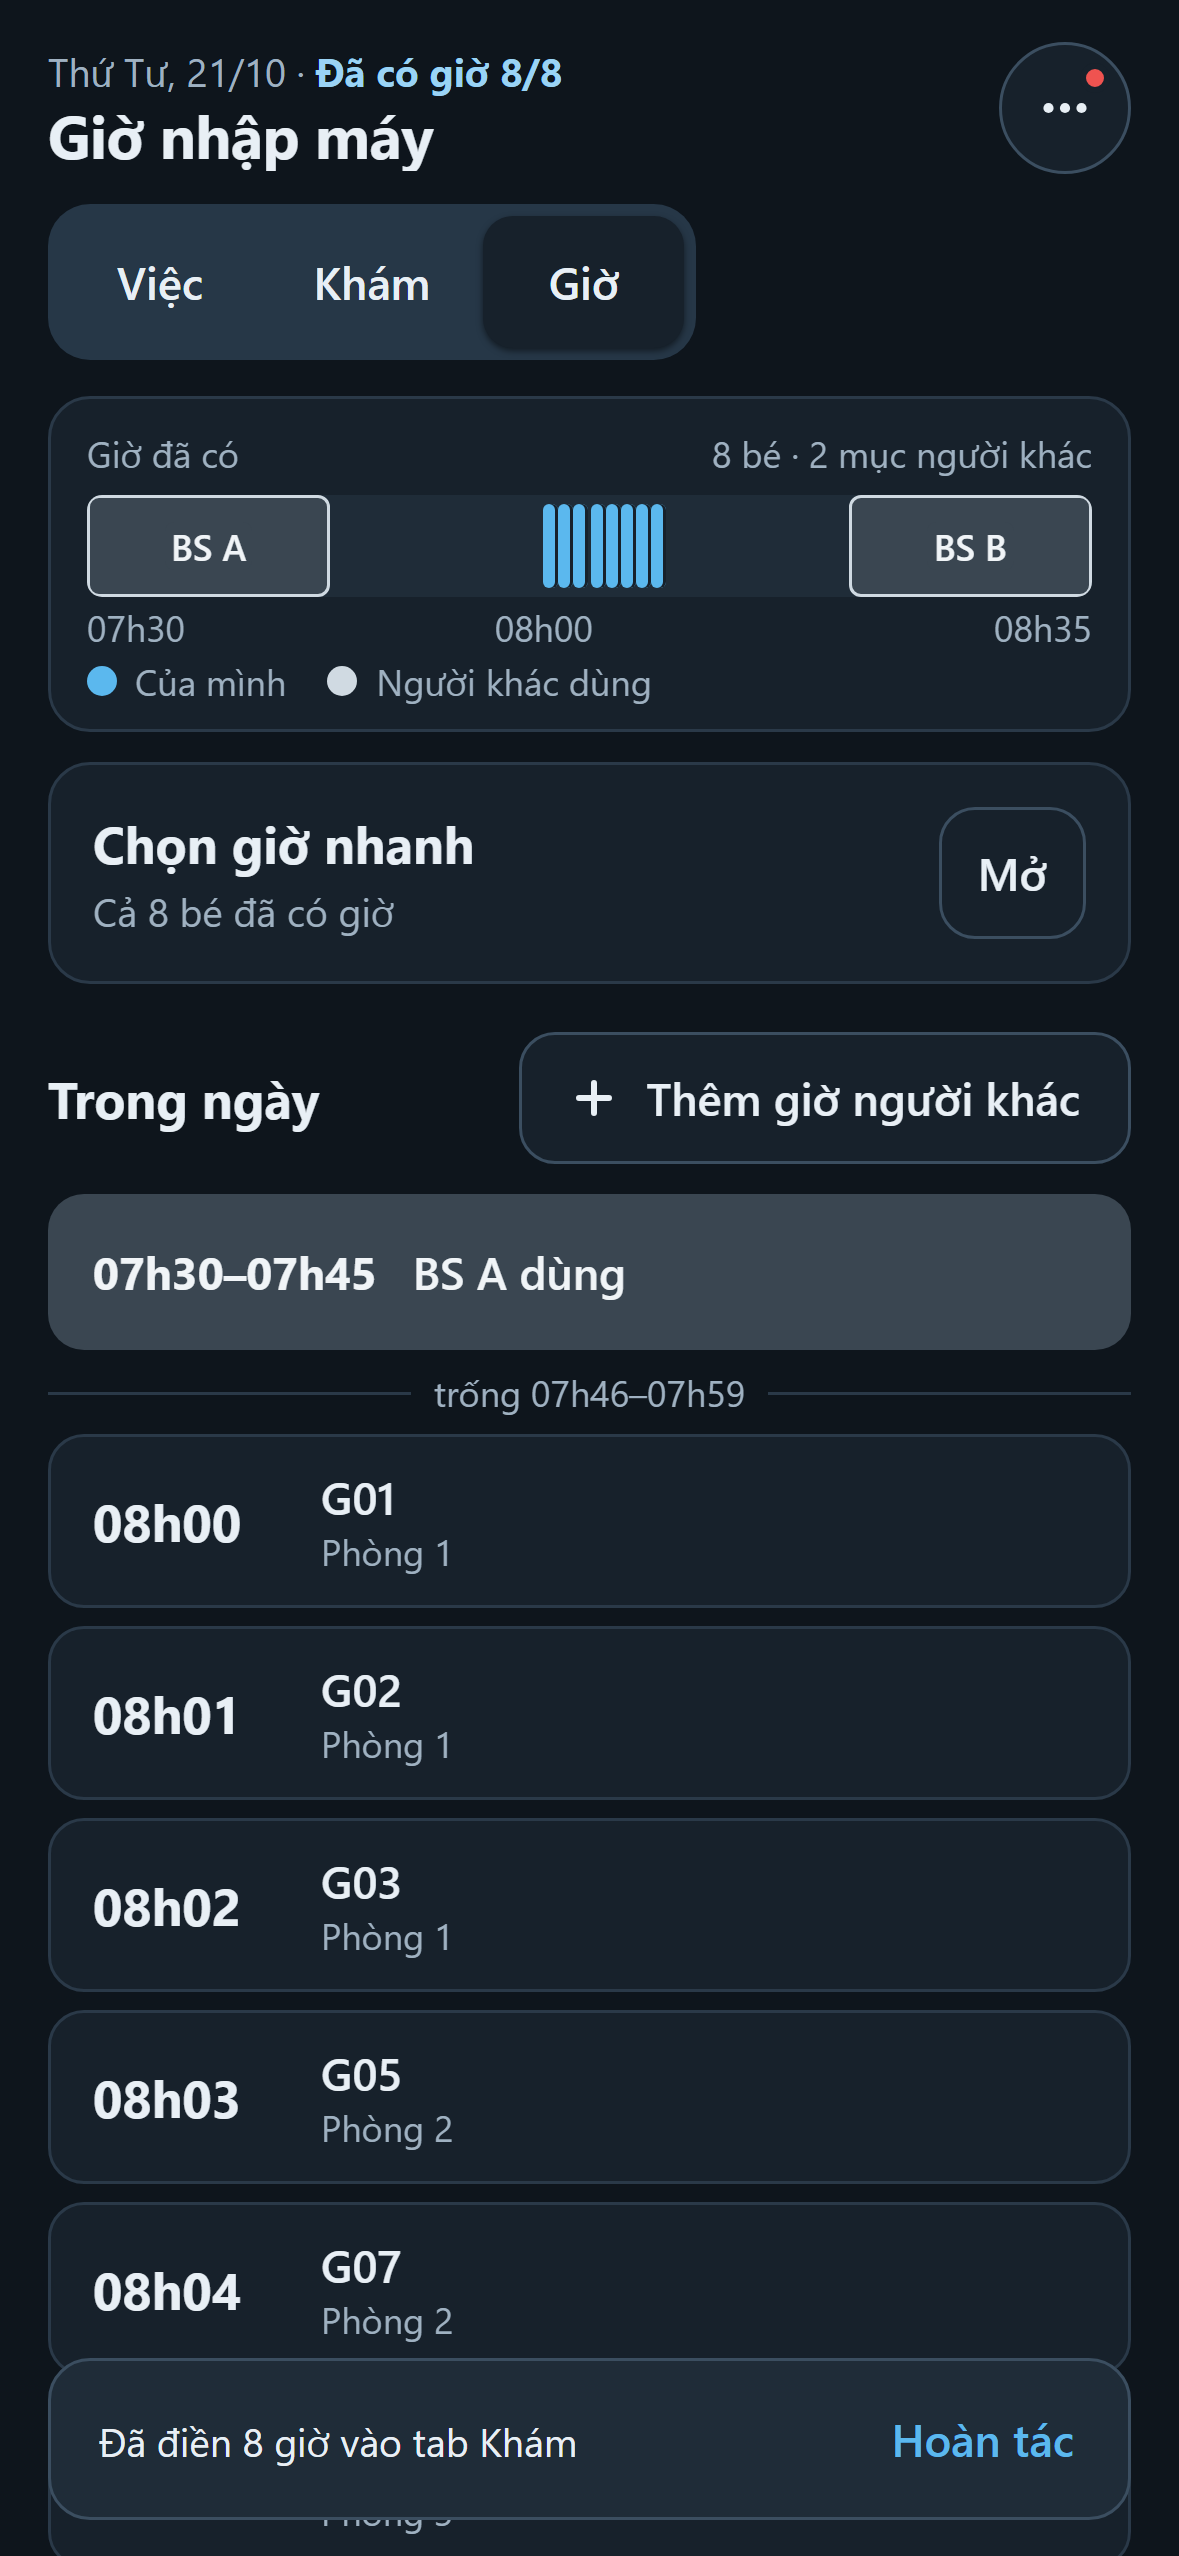 Thứ Tư, 21/10 · Đã có giờ 8/8
Giờ nhập máy
Việc Khám Giờ
Giờ đã có 8 bé · 2 mục người khác
BS A BS B
07h30 08h00 08h35
Của mình Người khác dùng
Chọn giờ nhanh
Cả 8 bé đã có giờ
Mở
Trong ngày
+ Thêm giờ người khác
07h30–07h45 BS A dùng
trống 07h46–07h59
08h00
G01
Phòng 1
08h01
G02
Phòng 1
08h02
G03
Phòng 1
08h03
G05
Phòng 2
08h04
G07
Phòng 2
Đã điền 8 giờ vào tab Khám Hoàn tác